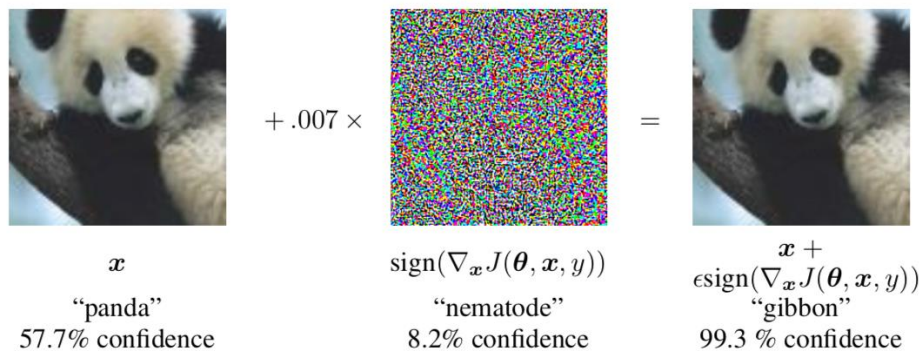 + .007 ×
=
x
sign(∇ₓJ(θ, x, y))
x +
ϵsign(∇ₓJ(θ, x, y))
“panda”
“nematode”
“gibbon”
57.7% confidence
8.2% confidence
99.3 % confidence